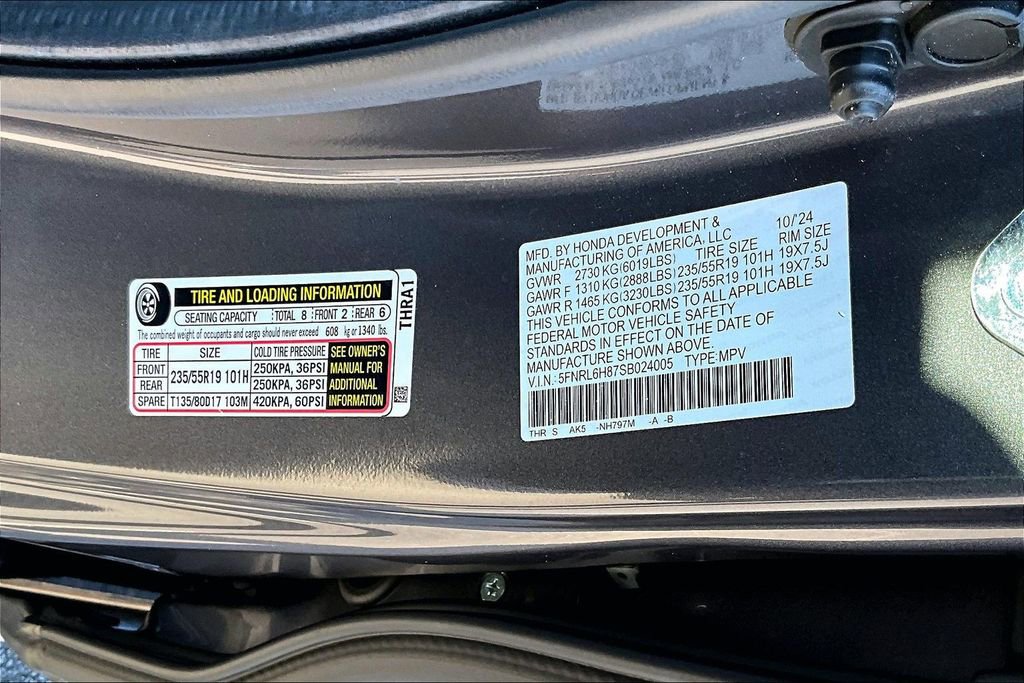 TIRE AND LOADING INFORMATION
SEATING CAPACITY TOTAL 8 FRONT 2 REAR 6
The combined weight of occupants and cargo should never exceed 608 kg or 1340 lbs.
TIRE SIZE COLD TIRE PRESSURE SEE OWNER'S
FRONT 235/55R19 101H 250KPA, 36PSI MANUAL FOR
REAR 250KPA, 36PSI ADDITIONAL
SPARE T135/80D17 103M 420KPA, 60PSI INFORMATION
THRA1
MFD. BY HONDA DEVELOPMENT & 10/'24
MANUFACTURING OF AMERICA, LLC
GVWR 2730 KG(6019LBS) TIRE SIZE RIM SIZE
GAWR F 1310 KG(2888LBS) 235/55R19 101H 19X7.5J
GAWR R 1465 KG(3230LBS) 235/55R19 101H 19X7.5J
THIS VEHICLE CONFORMS TO ALL APPLICABLE
FEDERAL MOTOR VEHICLE SAFETY
STANDARDS IN EFFECT ON THE DATE OF
MANUFACTURE SHOWN ABOVE.
V.I.N.: 5FNRL6H87SB024005 TYPE:MPV
THR S AK5 -NH797M -A -B